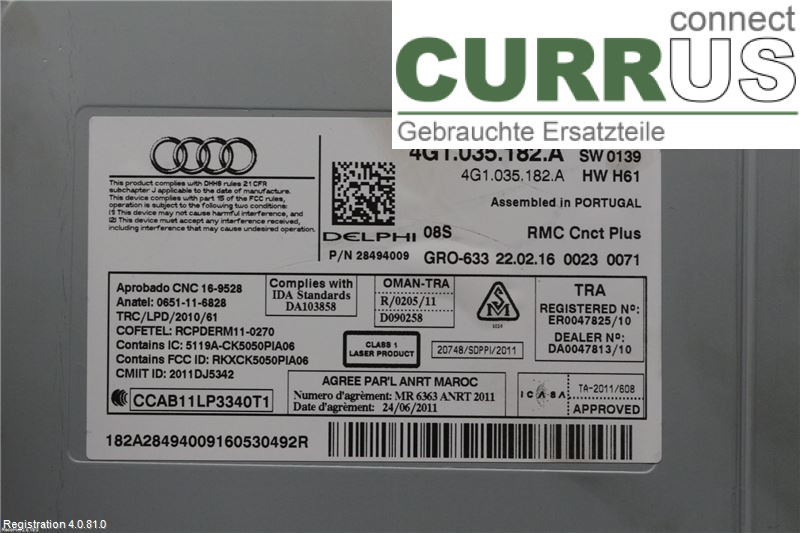 connect
CURRUS
Gebrauchte Ersatzteile
4G1.035.182.A SW 0139
4G1.035.182.A HW H61
Assembled in PORTUGAL
This product complies with DHHS rules 21 CFR
subchapter J applicable to the date of manufacture.
This device complies with part 15 of the FCC rules,
operation is subject to the following two conditions:
(1) This device may not cause harmful interference, and
(2) This device must accept any interference received,
including interference that may cause undesired operation.
DELPHI 08S RMC Cnct Plus
P/N 28494009 GRO-633 22.02.16 0023 0071
Aprobado CNC 16-9528
Anatel: 0651-11-6828
TRC/LPD/2010/61
COFETEL: RCPDERM11-0270
Contains IC: 5119A-CK5050PIA06
Contains FCC ID: RKXCK5050PIA06
CMIIT ID: 2011DJ5342
CCAB11LP3340T1
Complies with
IDA Standards
DA103858
OMAN-TRA
R/0205/11
D090258
CLASS 1
LASER PRODUCT
20748/SDPPI/2011
TRA
REGISTERED Nº:
ER0047825/10
DEALER Nº:
DA0047813/10
AGREE PAR'L ANRT MAROC
Numero d'agrèment: MR 6363 ANRT 2011
Date d'agrèment: 24/06/2011
ICASA
TA-2011/608
APPROVED
182A28494009160530492R
Registration 4.0.81.0